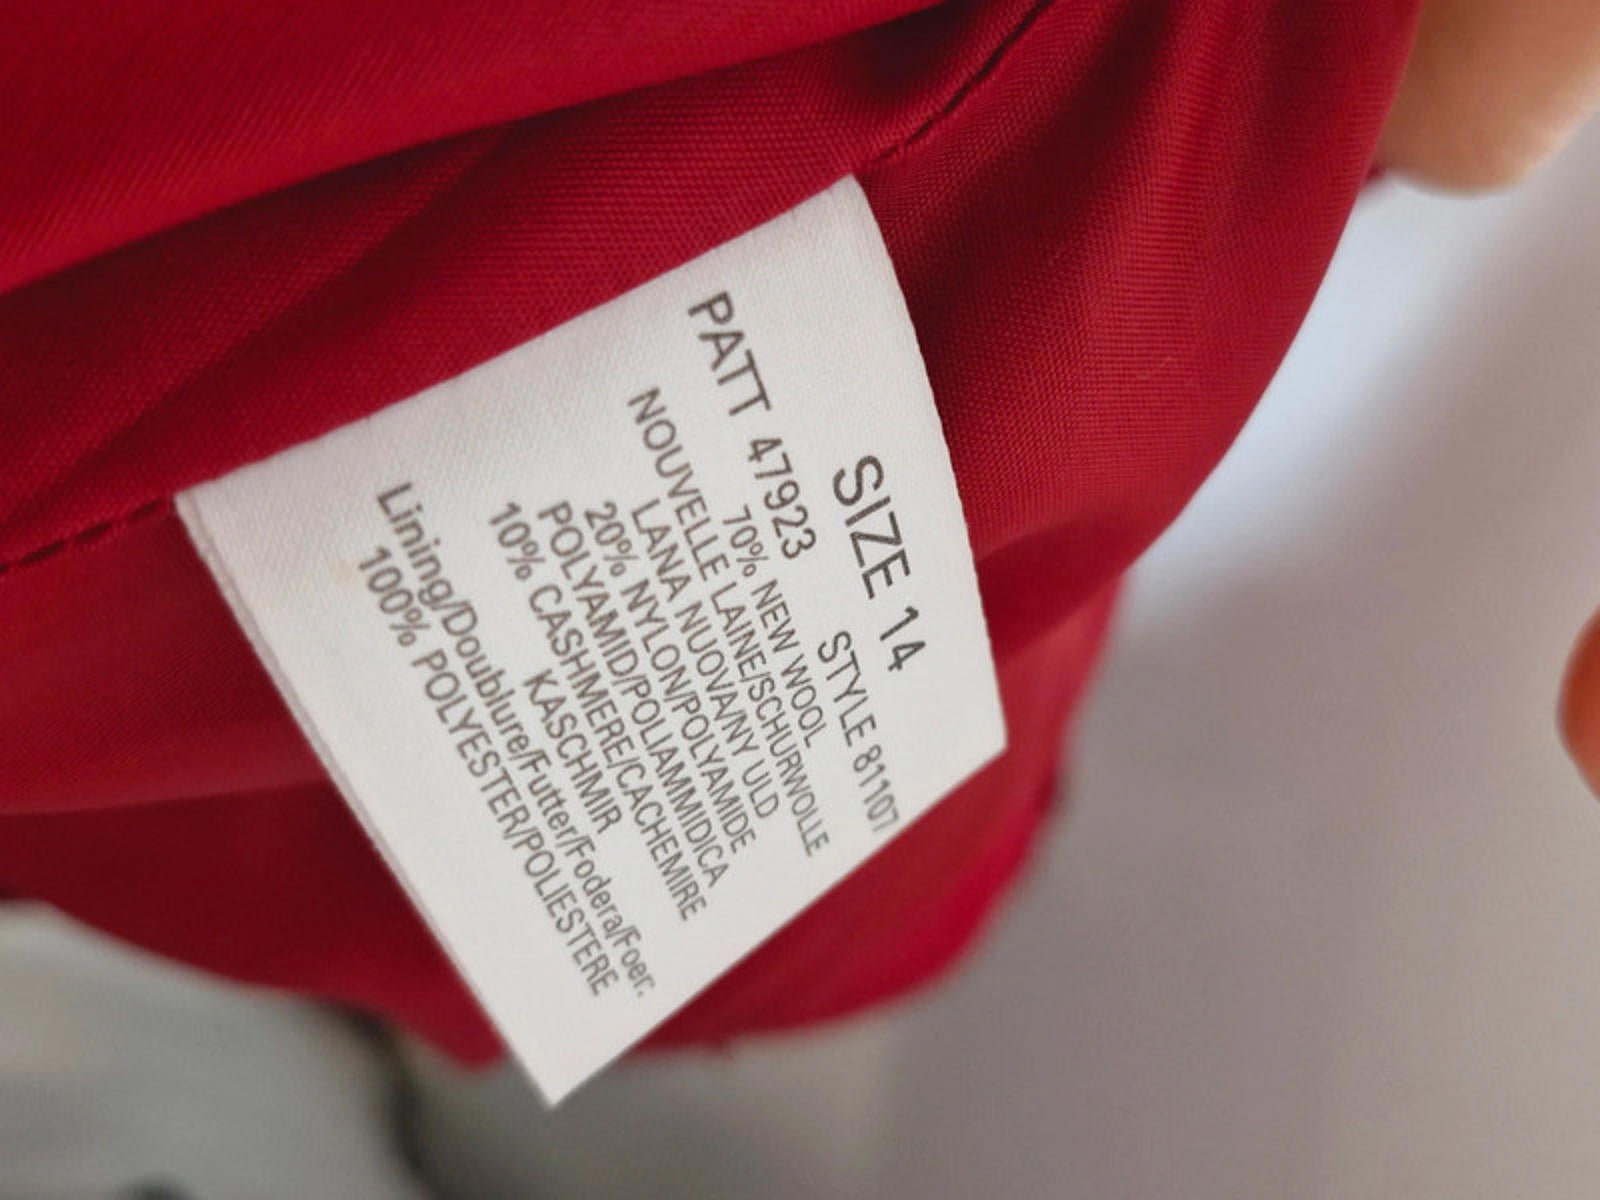 SIZE 14
PATT 47923 STYLE 81107
70% NEW WOOL
NOUVELLE LAINE/SCHURWOLLE
LANA NUOVA/NY ULD
20% NYLON/POLYAMIDE
POLYAMID/POLIAMMIDICA
10% CASHMERE/CACHEMIRE
KASCHMIR
Lining/Doublure/Futter/Fodera/Foer.
100% POLYESTER/POLIESTERE